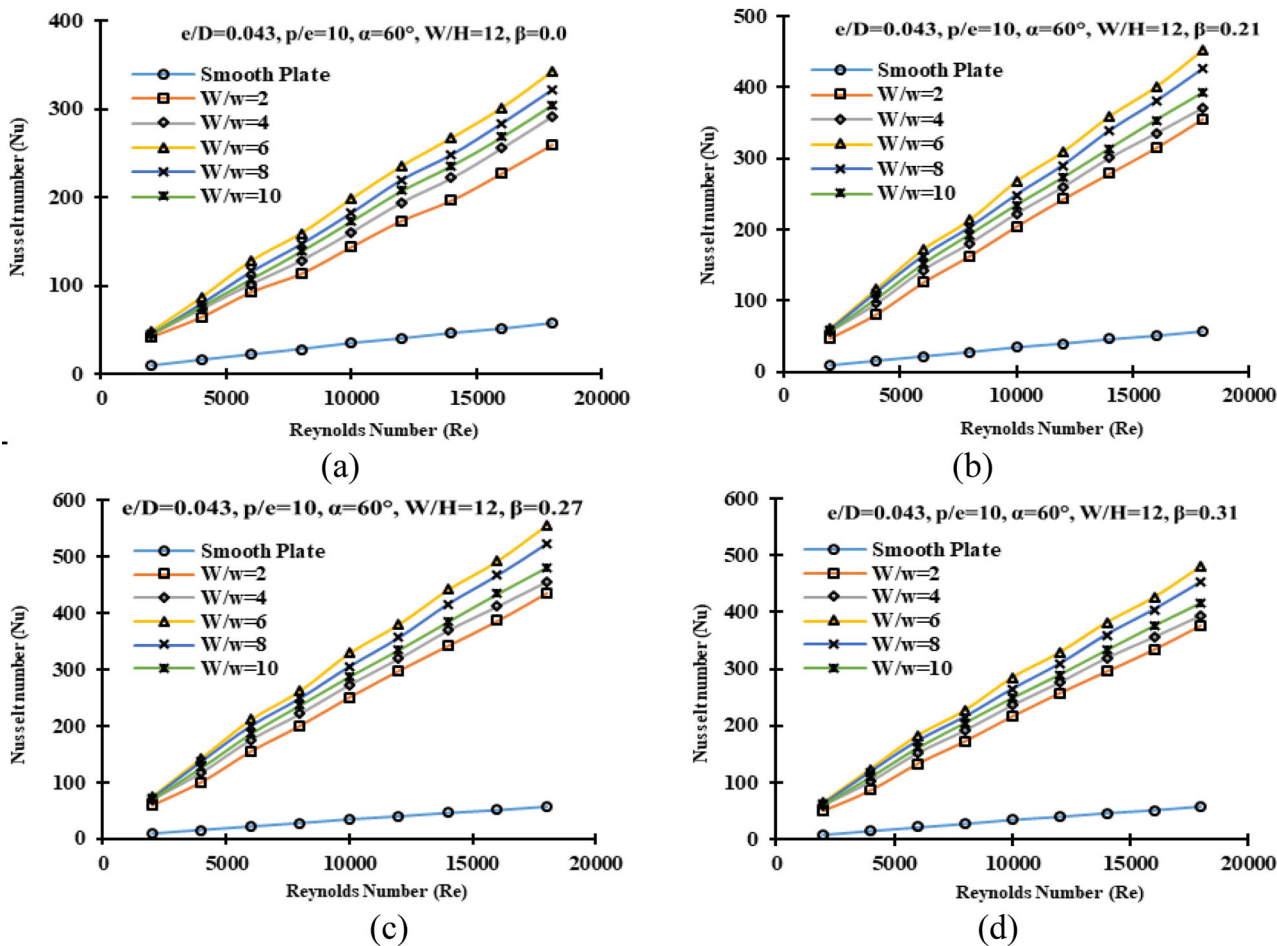 (a)
e/D=0.043, p/e=10, α=60°, W/H=12, β=0.0
Smooth Plate
W/w=2
W/w=4
W/w=6
W/w=8
W/w=10
Nusselt number (Nu)
400
300
200
100
0
0 5000 10000 15000 20000
Reynolds Number (Re)
(b)
e/D=0.043, p/e=10, α=60°, W/H=12, β=0.21
Smooth Plate
W/w=2
W/w=4
W/w=6
W/w=8
W/w=10
Nusselt number (Nu)
500
400
300
200
100
0
0 5000 10000 15000 20000
Reynolds Number (Re)
(c)
e/D=0.043, p/e=10, α=60°, W/H=12, β=0.27
Smooth Plate
W/w=2
W/w=4
W/w=6
W/w=8
W/w=10
Nusselt number (Nu)
600
500
400
300
200
100
0
0 5000 10000 15000 20000
Reynolds Number (Re)
(d)
e/D=0.043, p/e=10, α=60°, W/H=12, β=0.31
Smooth Plate
W/w=2
W/w=4
W/w=6
W/w=8
W/w=10
Nusselt number (Nu)
600
500
400
300
200
100
0
0 5000 10000 15000 20000
Reynolds Number (Re)